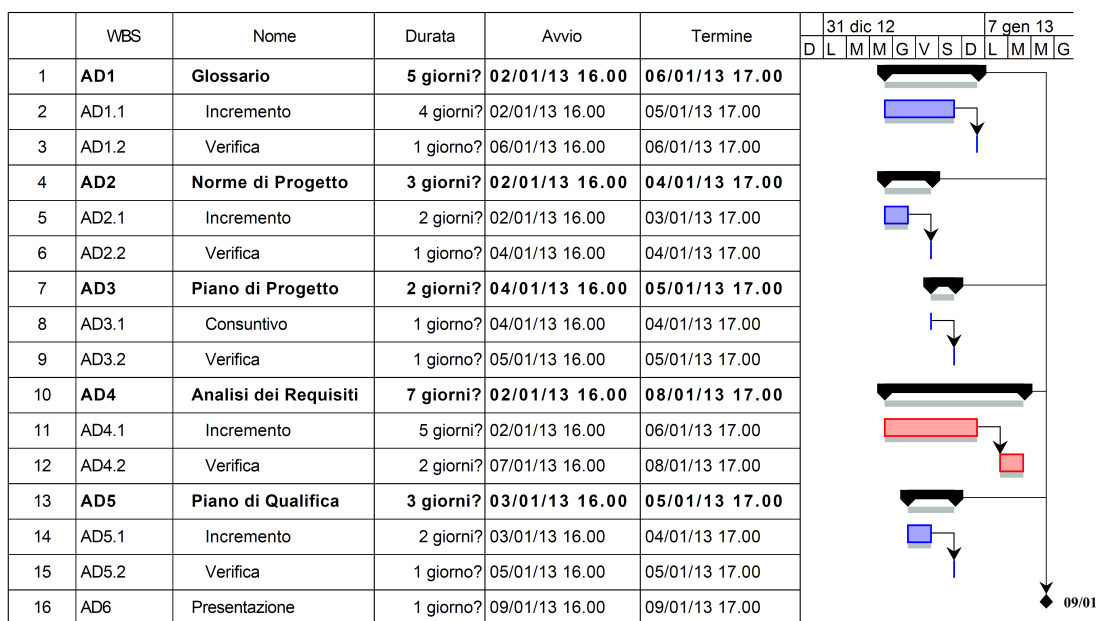 31 dic 12 7 gen 13
WBS Nome Durata Avvio Termine D L M M G V S D L M M G
1 AD1 Glossario 5 giorni? 02/01/13 16.00 06/01/13 17.00
2 AD1.1 Incremento 4 giorni? 02/01/13 16.00 05/01/13 17.00
3 AD1.2 Verifica 1 giorno? 06/01/13 16.00 06/01/13 17.00
4 AD2 Norme di Progetto 3 giorni? 02/01/13 16.00 04/01/13 17.00
5 AD2.1 Incremento 2 giorni? 02/01/13 16.00 03/01/13 17.00
6 AD2.2 Verifica 1 giorno? 04/01/13 16.00 04/01/13 17.00
7 AD3 Piano di Progetto 2 giorni? 04/01/13 16.00 05/01/13 17.00
8 AD3.1 Consuntivo 1 giorno? 04/01/13 16.00 04/01/13 17.00
9 AD3.2 Verifica 1 giorno? 05/01/13 16.00 05/01/13 17.00
10 AD4 Analisi dei Requisiti 7 giorni? 02/01/13 16.00 08/01/13 17.00
11 AD4.1 Incremento 5 giorni? 02/01/13 16.00 06/01/13 17.00
12 AD4.2 Verifica 2 giorni? 07/01/13 16.00 08/01/13 17.00
13 AD5 Piano di Qualifica 3 giorni? 03/01/13 16.00 05/01/13 17.00
14 AD5.1 Incremento 2 giorni? 03/01/13 16.00 04/01/13 17.00
15 AD5.2 Verifica 1 giorno? 05/01/13 16.00 05/01/13 17.00
16 AD6 Presentazione 1 giorno? 09/01/13 16.00 09/01/13 17.00 09/01